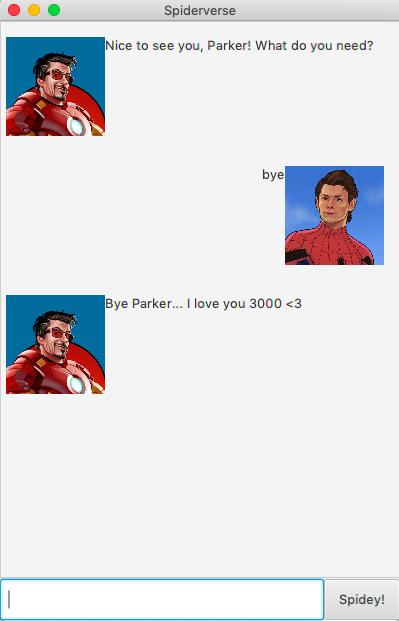 Spiderverse
Nice to see you, Parker! What do you need?
bye
Bye Parker... I love you 3000 <3
Spidey!